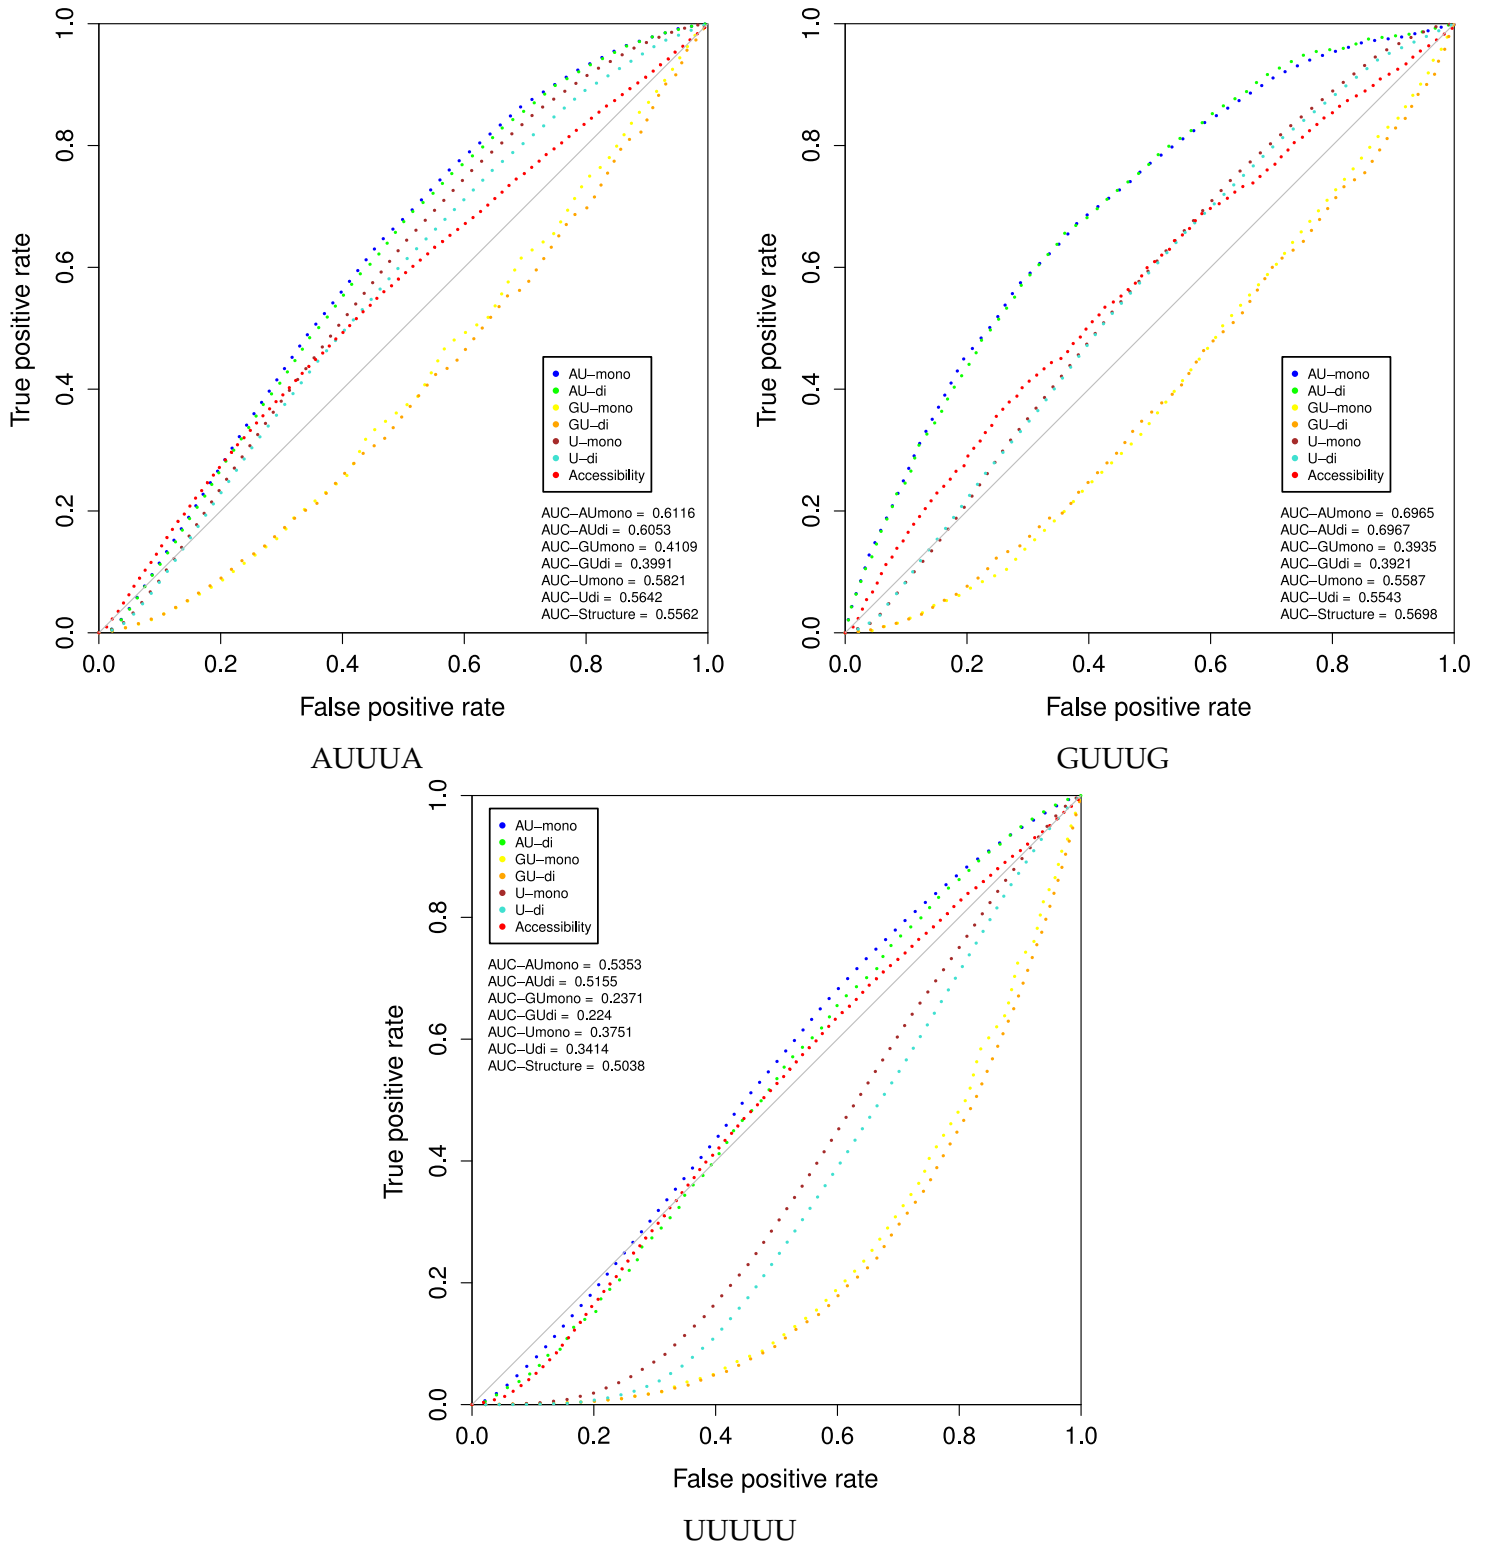 1.0
0.8
0.6
0.4
0.2
0.0
True positive rate
AU–mono
AU–di
GU–mono
GU–di
U–mono
U–di
Accessibility
AUC–AUmono = 0.6116
AUC–AUdi = 0.6053
AUC–GUmono = 0.4109
AUC–GUdi = 0.3991
AUC–Umono = 0.5821
AUC–Udi = 0.5642
AUC–Structure = 0.5562
0.0 0.2 0.4 0.6 0.8 1.0
False positive rate
AUUUA
1.0
0.8
0.6
0.4
0.2
0.0
True positive rate
AU–mono
AU–di
GU–mono
GU–di
U–mono
U–di
Accessibility
AUC–AUmono = 0.6965
AUC–AUdi = 0.6967
AUC–GUmono = 0.3935
AUC–GUdi = 0.3921
AUC–Umono = 0.5587
AUC–Udi = 0.5543
AUC–Structure = 0.5698
0.0 0.2 0.4 0.6 0.8 1.0
False positive rate
GUUUG
1.0
0.8
0.6
0.4
0.2
0.0
True positive rate
AU–mono
AU–di
GU–mono
GU–di
U–mono
U–di
Accessibility
AUC–AUmono = 0.5353
AUC–AUdi = 0.5155
AUC–GUmono = 0.2371
AUC–GUdi = 0.224
AUC–Umono = 0.3751
AUC–Udi = 0.3414
AUC–Structure = 0.5038
0.0 0.2 0.4 0.6 0.8 1.0
False positive rate
UUUUU